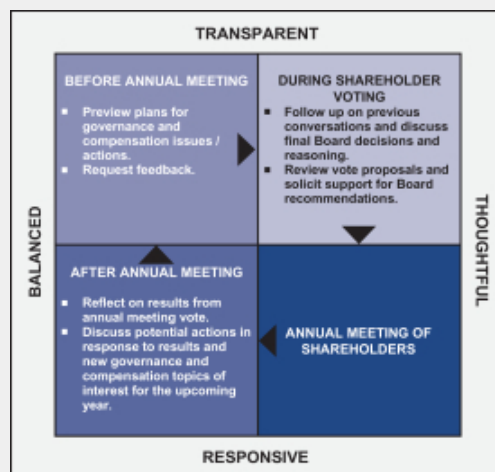 TRANSPARENT
BEFORE ANNUAL MEETING
▪ Preview plans for
governance and
compensation issues /
actions.
▪ Request feedback.
DURING SHAREHOLDER
VOTING
▪ Follow up on previous
conversations and discuss
final Board decisions and
reasoning.
▪ Review vote proposals and
solicit support for Board
recommendations.
BALANCED
THOUGHTFUL
AFTER ANNUAL MEETING
▪ Reflect on results from
annual meeting vote.
▪ Discuss potential actions in
response to results and
new governance and
compensation topics of
interest for the upcoming
year.
ANNUAL MEETING OF
SHAREHOLDERS
RESPONSIVE